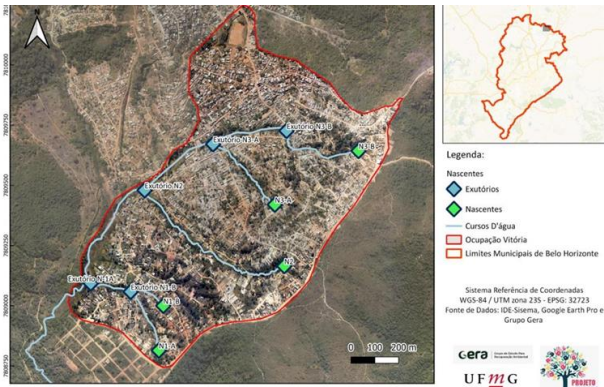 N
7810000
7809750
7809500
7809250
7809000
7808750
Exutório N3-B
Exutório N3-A
N3-B
Exutório N2
N3-A
N2
Exutório N-1A
Exutório N1-B
N1-B
N1-A
0 100 200 m
Legenda:
Nascentes
Exutórios
Nascentes
Cursos D'água
Ocupação Vitória
Limites Municipais de Belo Horizonte
Sistema Referência de Coordenadas
WGS-84 / UTM zona 23S - EPSG: 32723
Fonte de Dados: IDE-Sisema, Google Earth Pro e
Grupo Gera
Gera
UFMG
PROJETO